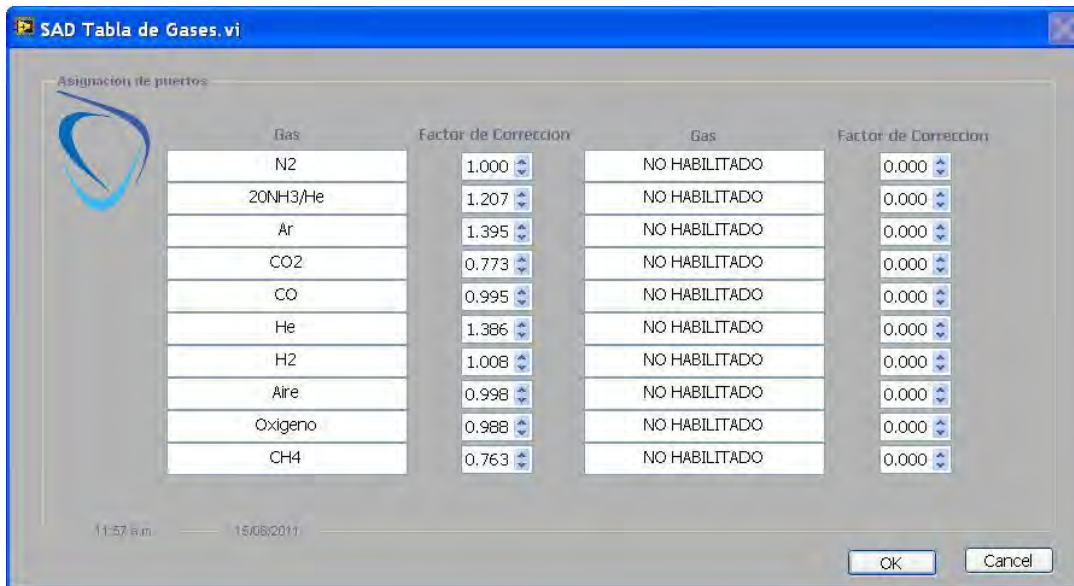 SAD Tabla de Gases.vi
Asignacion de puertos
Gas Factor de Correccion Gas Factor de Correccion
N2 1.000 NO HABILITADO 0.000
20NH3/He 1.207 NO HABILITADO 0.000
Ar 1.395 NO HABILITADO 0.000
CO2 0.773 NO HABILITADO 0.000
CO 0.995 NO HABILITADO 0.000
He 1.386 NO HABILITADO 0.000
H2 1.008 NO HABILITADO 0.000
Aire 0.998 NO HABILITADO 0.000
Oxigeno 0.988 NO HABILITADO 0.000
CH4 0.763 NO HABILITADO 0.000
11:57 a.m. 15/08/2011
OK Cancel